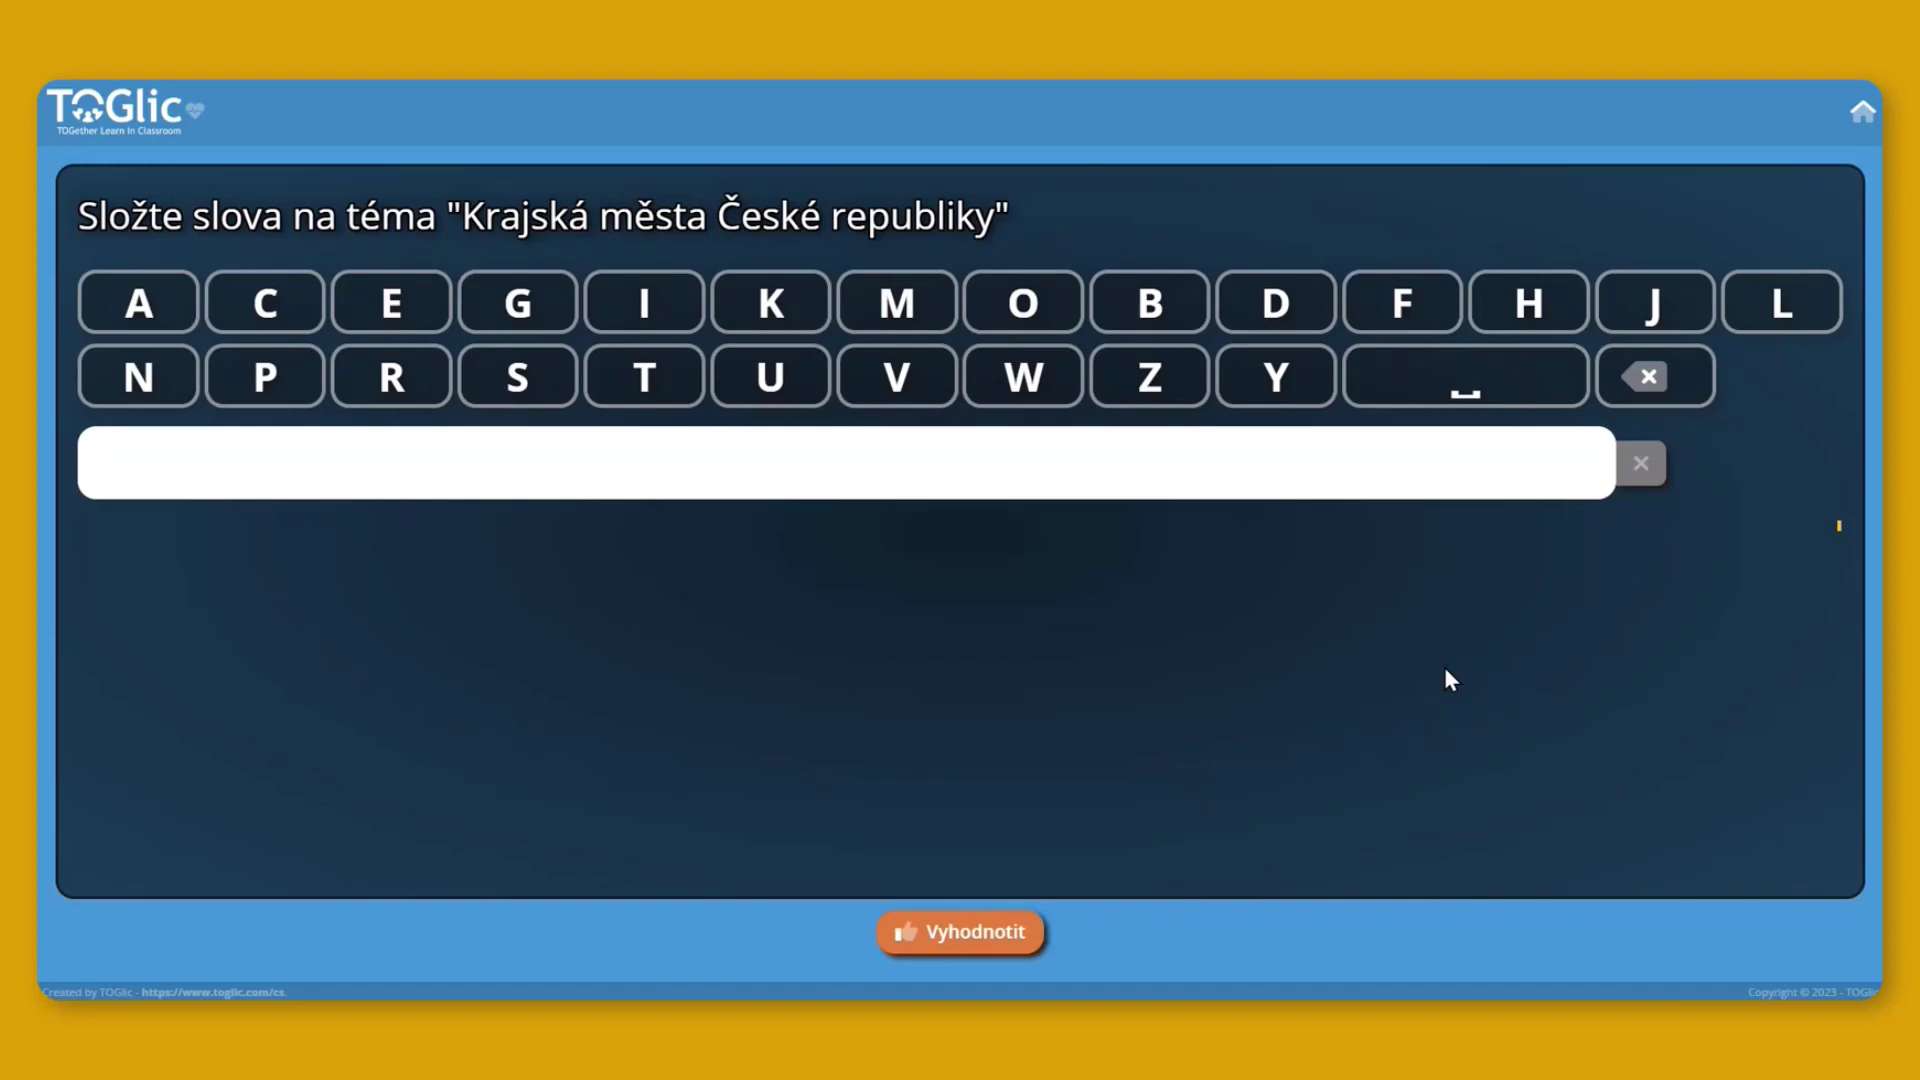 TOGlic
TOGether Learn In Classroom
Složte slova na téma "Krajská města České republiky"
A C E G I K M O B D F H J L
N P R S T U V W Z Y
Vyhodnotit
Created by TOGlic - https://www.toglic.com/cs.
Copyright © 2023 - TOGlic